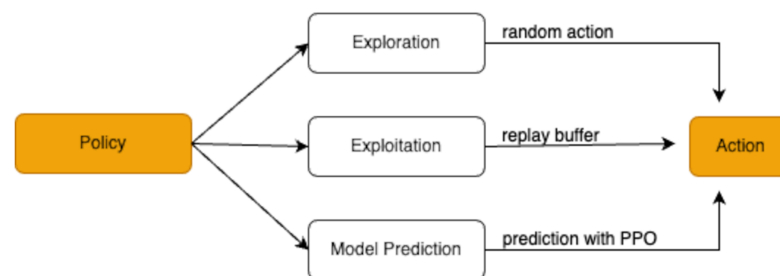 Exploration
random action
Policy
Exploitation
replay buffer
Action
Model Prediction
prediction with PPO